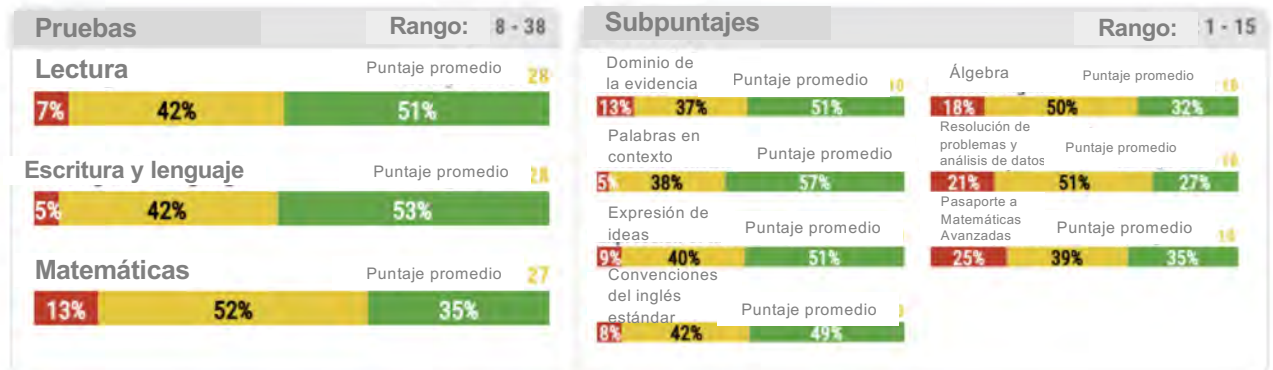 Pruebas Rango: 8 - 38
Lectura Puntaje promedio 28
7% 42% 51%
Escritura y lenguaje Puntaje promedio 28
5% 42% 53%
Matemáticas Puntaje promedio 27
13% 52% 35%
Subpuntajes Rango: 1 - 15
Dominio de
la evidencia Puntaje promedio 10
13% 37% 51%
Palabras en
contexto Puntaje promedio
5% 38% 57%
Expresión de
ideas Puntaje promedio
9% 40% 51%
Convenciones
del inglés
estándar Puntaje promedio
8% 42% 49%
Álgebra Puntaje promedio 10
18% 50% 32%
Resolución de
problemas y
análisis de datos Puntaje promedio 10
21% 51% 27%
Pasaporte a
Matemáticas
Avanzadas Puntaje promedio
25% 39% 35%